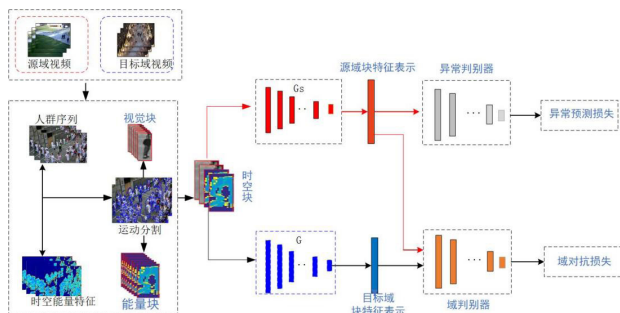 源域视频
目标域视频
人群序列
视觉块
运动分割
时空能量特征
能量块
时空块
Gs
源域块特征表示
异常判别器
异常预测损失
G
目标域
块特征表示
域判别器
域对抗损失